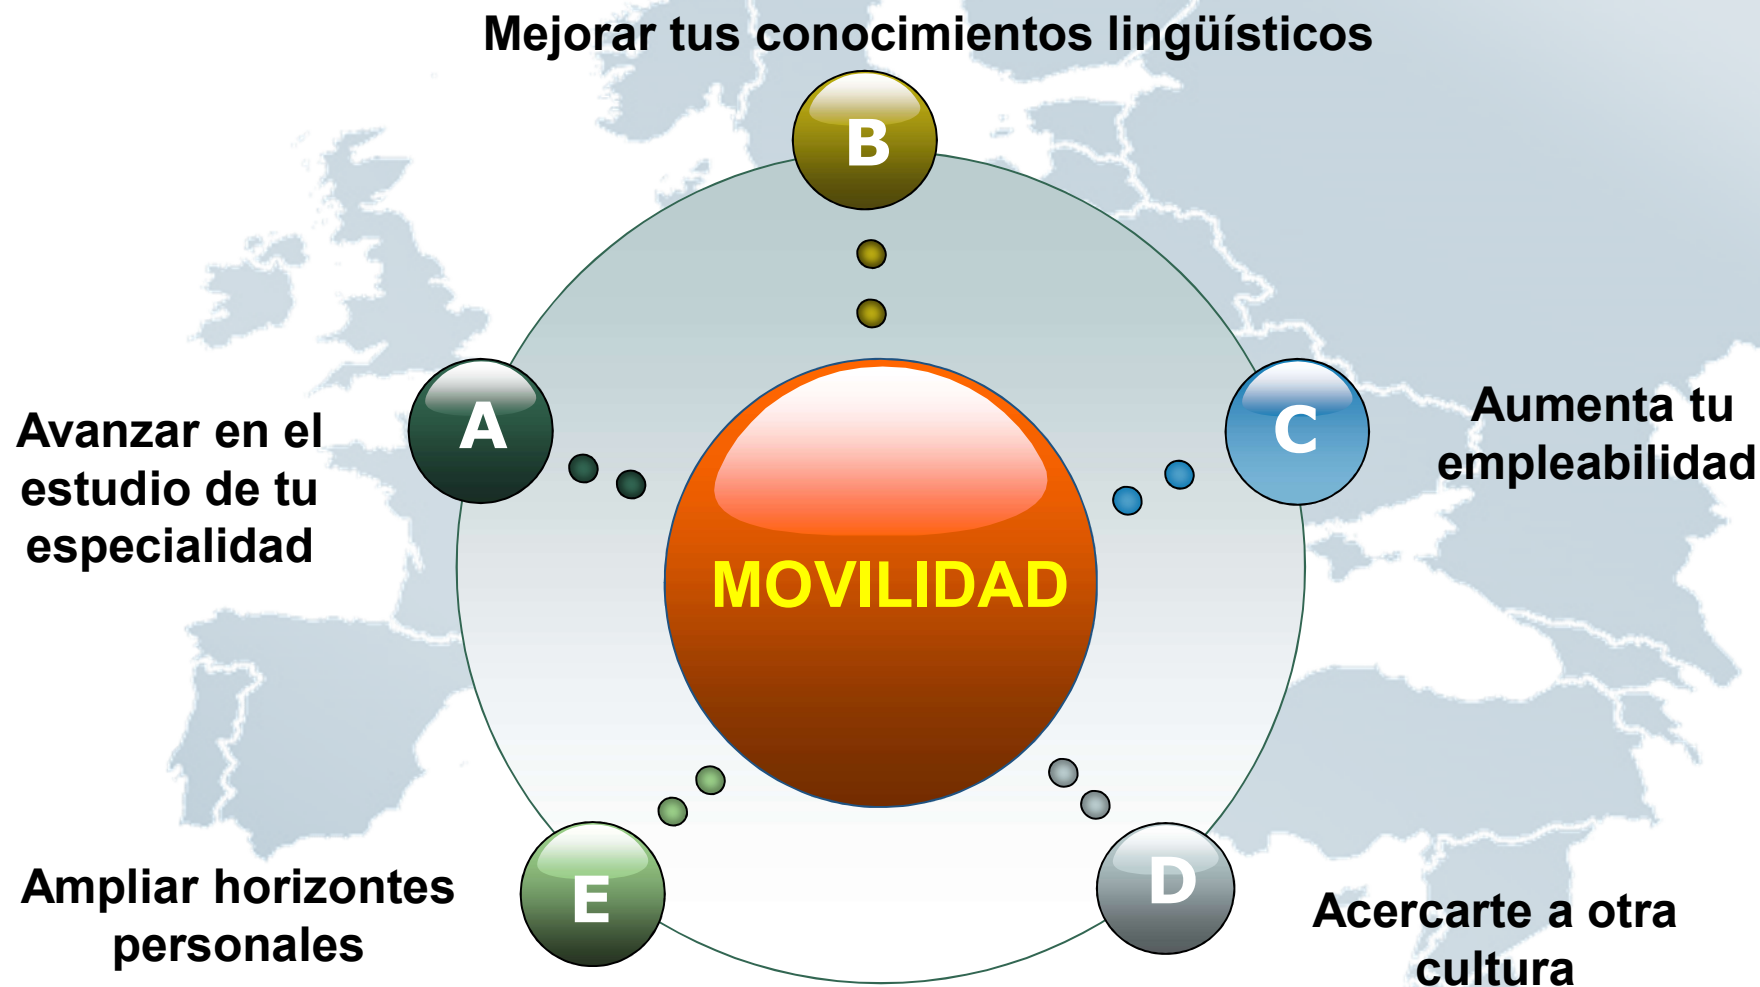 Mejorar tus conocimientos lingüísticos
B
A
Avanzar en el
estudio de tu
especialidad
C
Aumenta tu
empleabilidad
MOVILIDAD
E
Ampliar horizontes
personales
D
Acercarte a otra
cultura